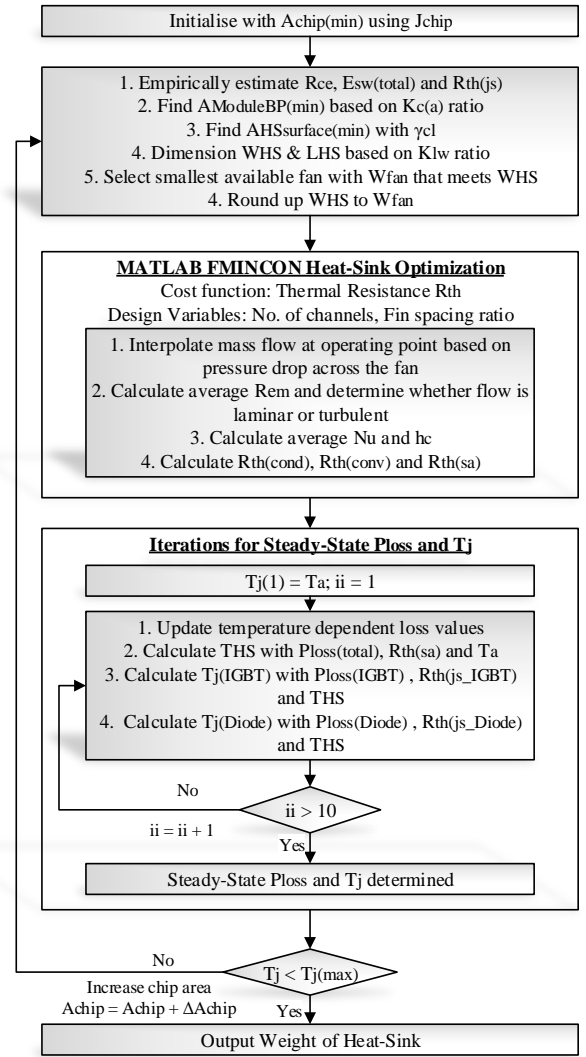 Initialise with Achip(min) using Jchip
1. Empirically estimate Rce, Esw(total) and Rth(js)
2. Find AModuleBP(min) based on Kc(a) ratio
3. Find AHSsurface(min) with γcl
4. Dimension WHS & LHS based on Klw ratio
5. Select smallest available fan with Wfan that meets WHS
4. Round up WHS to Wfan
MATLAB FMINCON Heat-Sink Optimization
Cost function: Thermal Resistance Rth
Design Variables: No. of channels, Fin spacing ratio
1. Interpolate mass flow at operating point based on
pressure drop across the fan
2. Calculate average Rem and determine whether flow is
laminar or turbulent
3. Calculate average Nu and hc
4. Calculate Rth(cond), Rth(conv) and Rth(sa)
Iterations for Steady-State Ploss and Tj
Tj(1) = Ta; ii = 1
1. Update temperature dependent loss values
2. Calculate THS with Ploss(total), Rth(sa) and Ta
3. Calculate Tj(IGBT) with Ploss(IGBT) , Rth(js_IGBT)
and THS
4. Calculate Tj(Diode) with Ploss(Diode) , Rth(js_Diode)
and THS
No
ii > 10
ii = ii + 1
Yes
Steady-State Ploss and Tj determined
No
Tj < Tj(max)
Increase chip area
Achip = Achip + ΔAchip
Yes
Output Weight of Heat-Sink